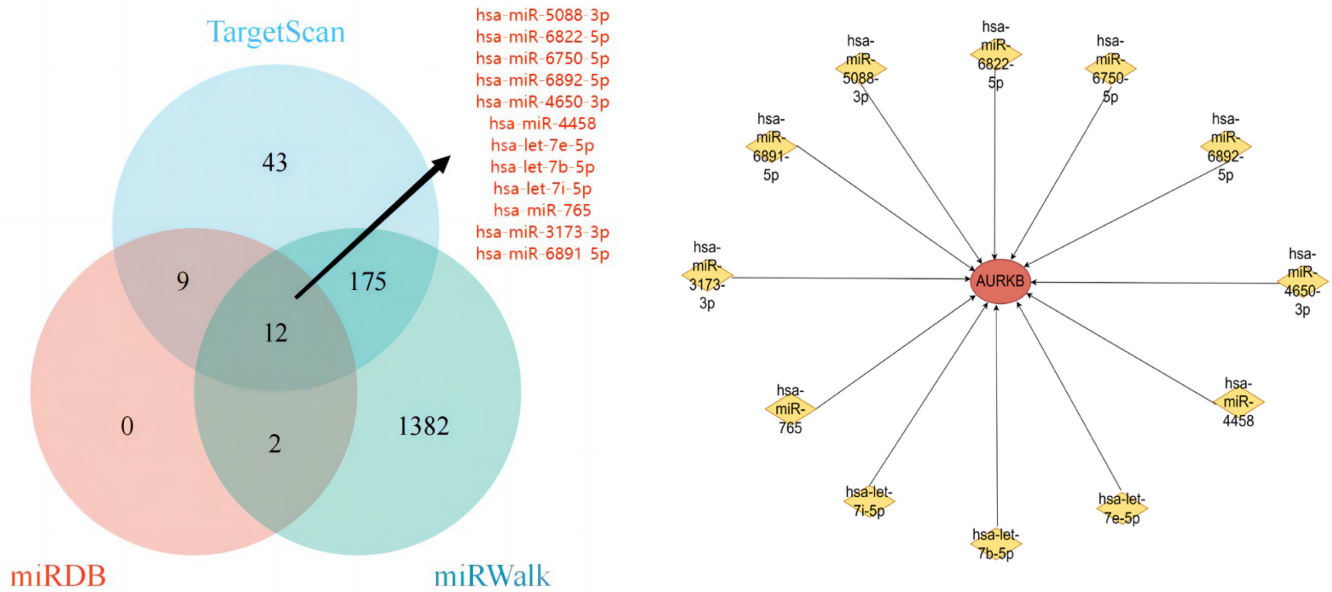 TargetScan
43
9
175
12
0
2
1382
miRDB
miRWalk
hsa-miR-5088-3p
hsa-miR-6822-5p
hsa-miR-6750-5p
hsa-miR-6892-5p
hsa-miR-4650-3p
hsa-miR-4458
hsa-let-7e-5p
hsa-let-7b-5p
hsa-let-7i-5p
hsa-miR-765
hsa-miR-3173-3p
hsa-miR-6891 5p
hsa-
miR-
5088-
3p
hsa-
miR-
6822-
5p
hsa-
miR-
6750-
5p
hsa-
miR-
6891-
5p
hsa-
miR-
6892-
5p
hsa-
miR-
3173-
3p
AURKB
hsa-
miR-
4650-
3p
hsa-
miR-
765
hsa-
miR-
4458
hsa-let-
7i-5p
hsa-let-
7b-5p
hsa-let-
7e-5p